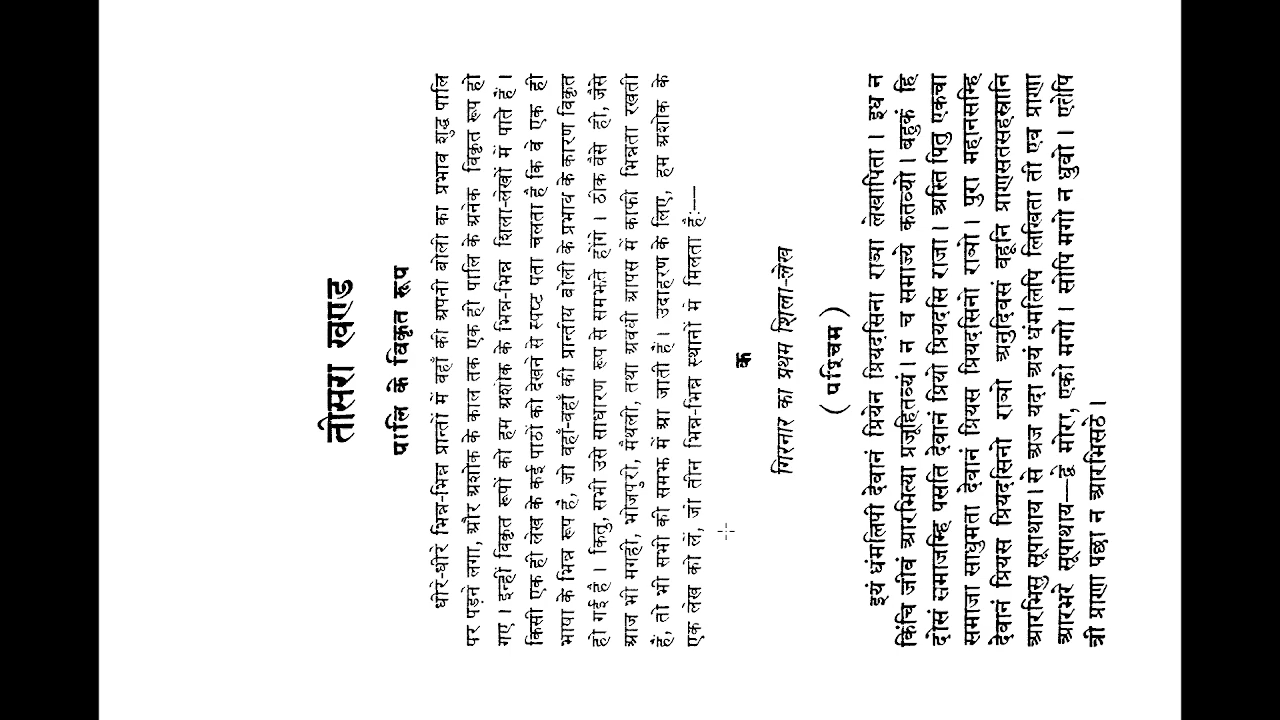 तीसरा खण्ड
पालि के विकृत रूप
धीरे-धीरे भिन्न-भिन्न प्रान्तों में वहाँ की अपनी बोली का प्रभाव शुद्ध पालि
पर पड़ने लगा, और अशोक के काल तक एक ही पालि के अनेक विकृत रूप हो
गए । इन्हीं विकृत रूपों को हम अशोक के भिन्न-भिन्न शिला-लेखों में पाते हैं ।
किसी एक ही लेख के कई पाठों को देखने से स्पष्ट पता चलता है कि वे एक ही
भाषा के भिन्न रूप हैं, जो वहाँ-वहाँ की प्रान्तीय बोली के प्रभाव के कारण विकृत
हो गई हैं । किंतु, सभी उसे साधारण रूप से समझते होंगे । ठीक वैसे ही, जैसे
आज भी मगही, भोजपुरी, मैथली, तथा अवधी आपस में काफी भिन्नता रखती
हैं, तो भी सभी की समझ में आ जाती हैं । उदाहरण के लिए, हम अशोक के
एक लेख को लें, जो तीन भिन्न-भिन्न स्थानों में मिलता है:—
क
गिरनार का प्रथम शिला-लेख
( पश्चिम )
इयं धंमलिपी देवानं प्रियेन प्रियदसिना राञा लेखापिता । इध न
किंचि जीवं आरभित्पा प्रजूहितव्यं । न च समाज्ये कतव्यो । बहुकं हि
दोसं समाजम्हि पसति देवानं प्रियो प्रियदसि राजा । अस्ति पितु एकचा
समाजा साधुमता देवानं प्रियस प्रियदसिनो राञो । पुरा महानसम्हि
देवानं प्रियस प्रियदसिनो राञो अनुदिवसं बहूनि प्राणसतसहस्रानि
आरभिसु सूपाथाय । से अज यदा अयं धंमलिपि लिखिता ती एव प्राणा
आरभरे सूपाथाय—द्वे मोरा, एको मगो । सोपि मगो न धुवो । एतेपि
त्री प्राणा पछा न आरभिसठे ।